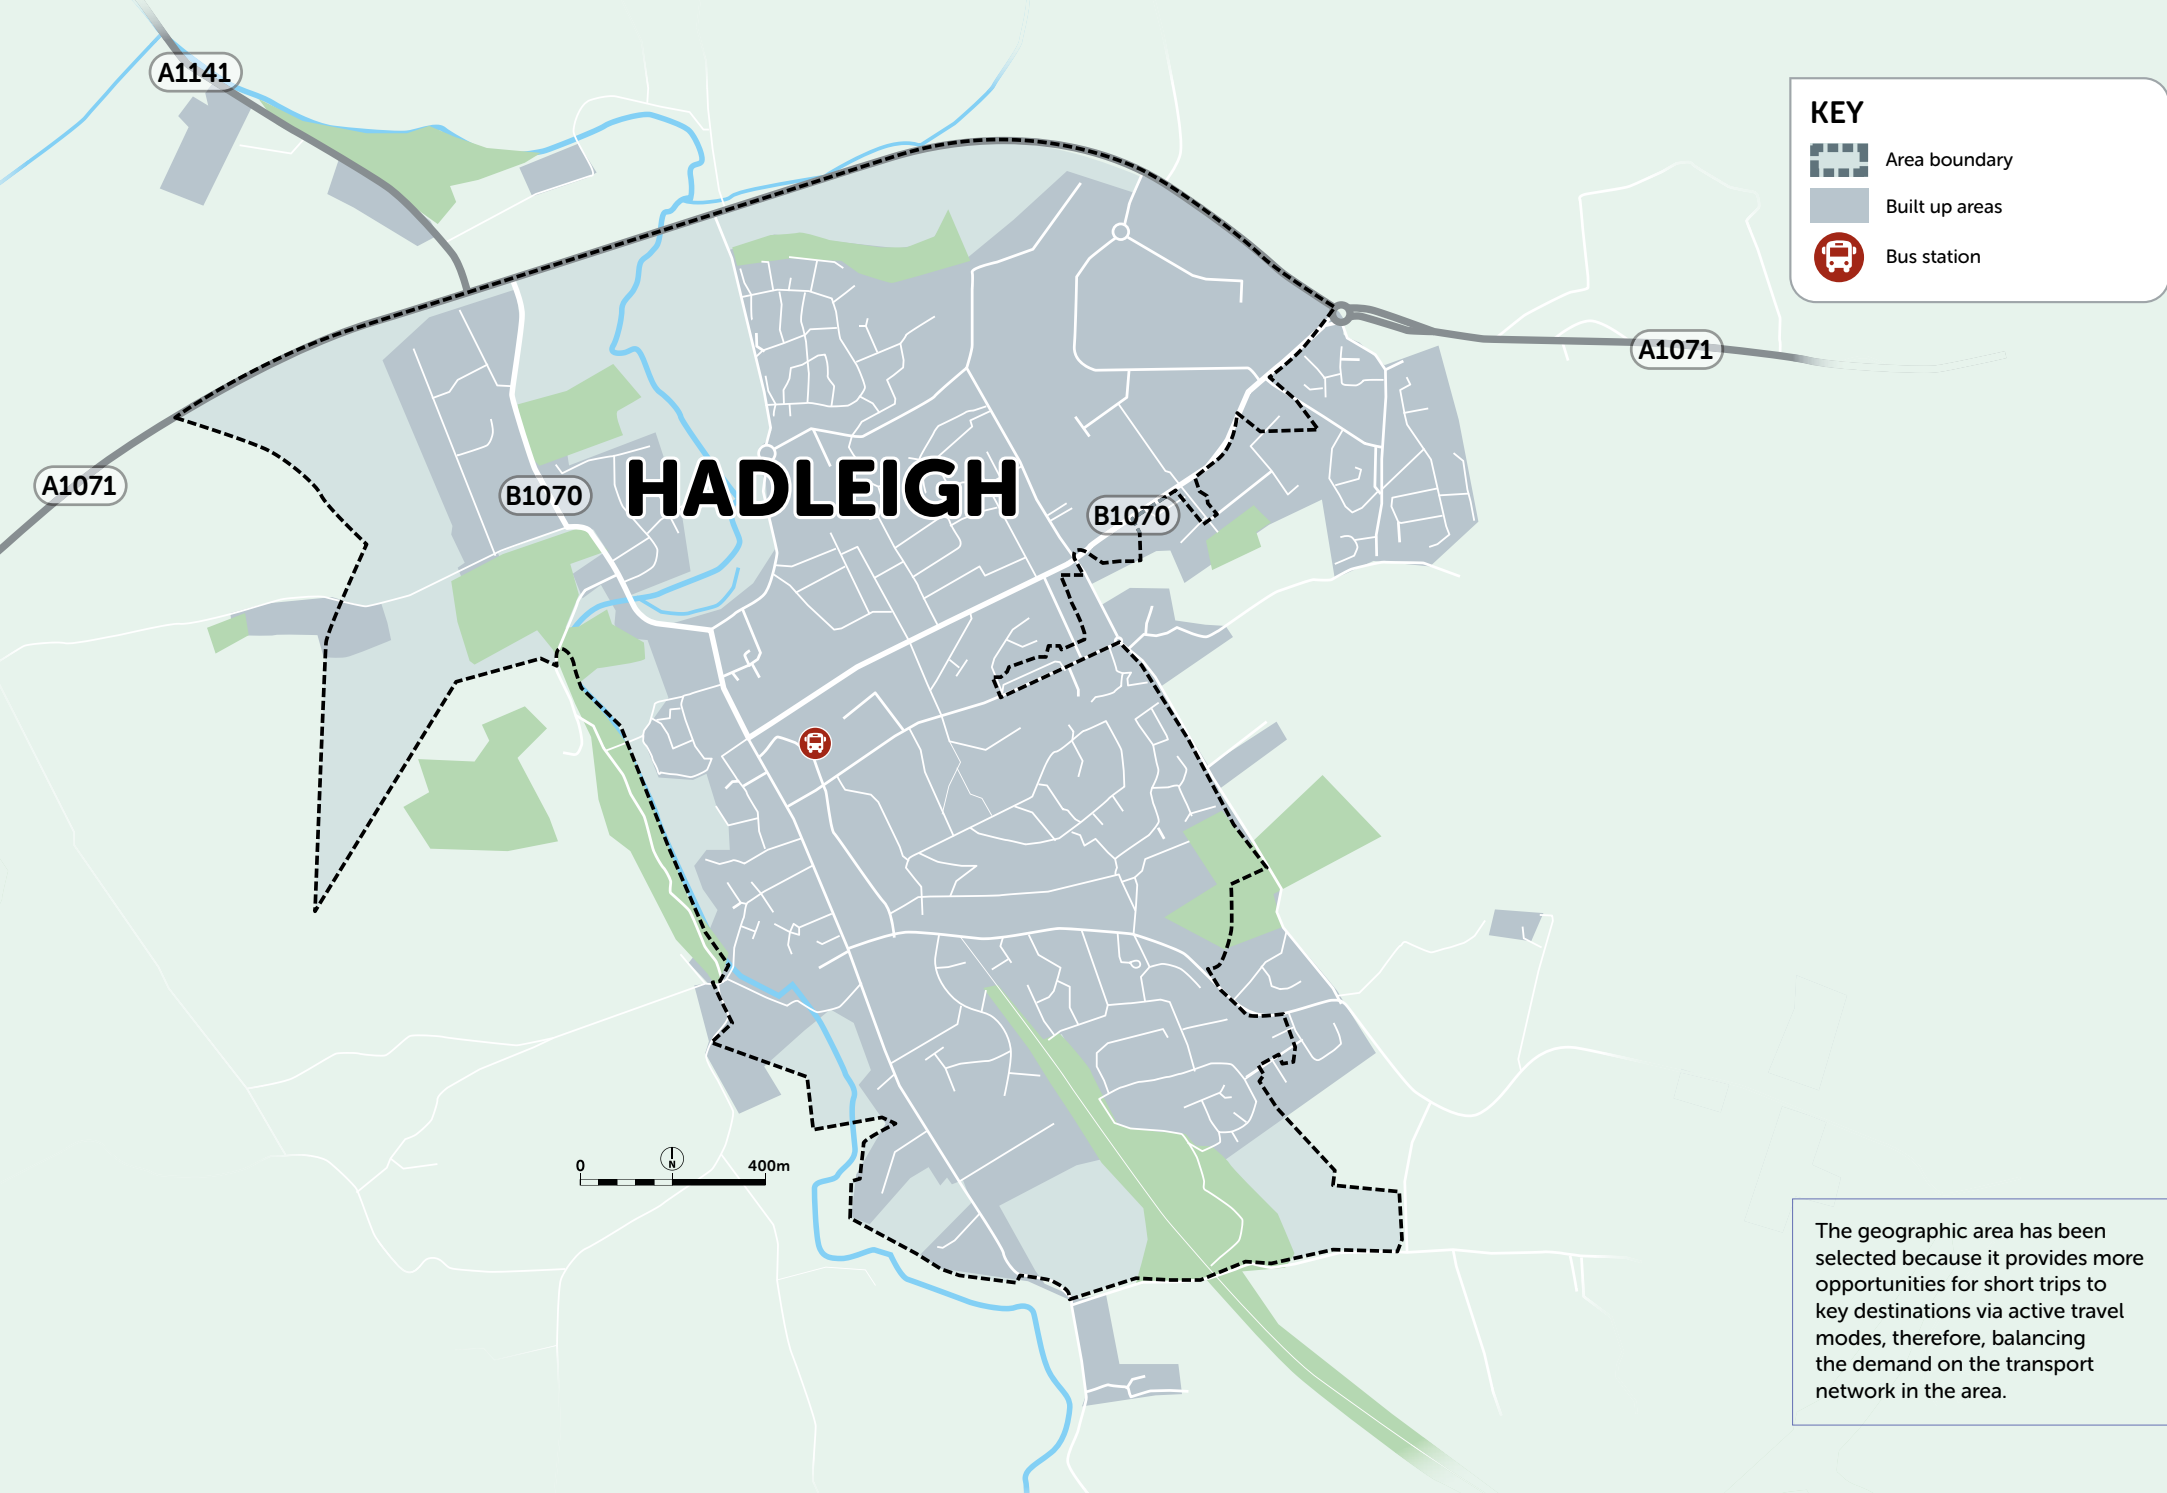 A1141
KEY
Area boundary
Built up areas
Bus station
A1071
A1071
B1070
HADLEIGH
B1070
0
N
400m
The geographic area has been
selected because it provides more
opportunities for short trips to
key destinations via active travel
modes, therefore, balancing
the demand on the transport
network in the area.